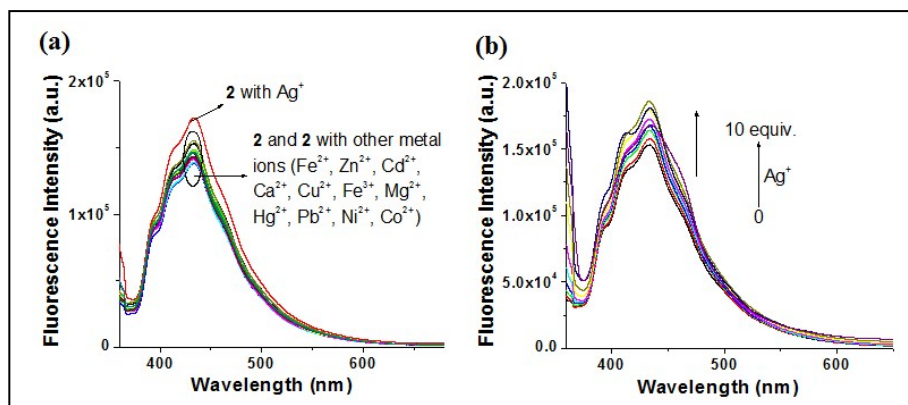 (a)
Fluorescence Intensity (a.u.)
2x10⁵
1x10⁵
0
400
500
600
Wavelength (nm)
2 with Ag⁺
2 and 2 with other metal
ions (Fe²⁺, Zn²⁺, Cd²⁺,
Ca²⁺, Cu²⁺, Fe³⁺, Mg²⁺,
Hg²⁺, Pb²⁺, Ni²⁺, Co²⁺)
(b)
Fluorescence Intensity (a.u.)
2.0x10⁵
1.5x10⁵
1.0x10⁵
5.0x10⁴
0.0
400
500
600
Wavelength (nm)
10 equiv.
Ag⁺
0